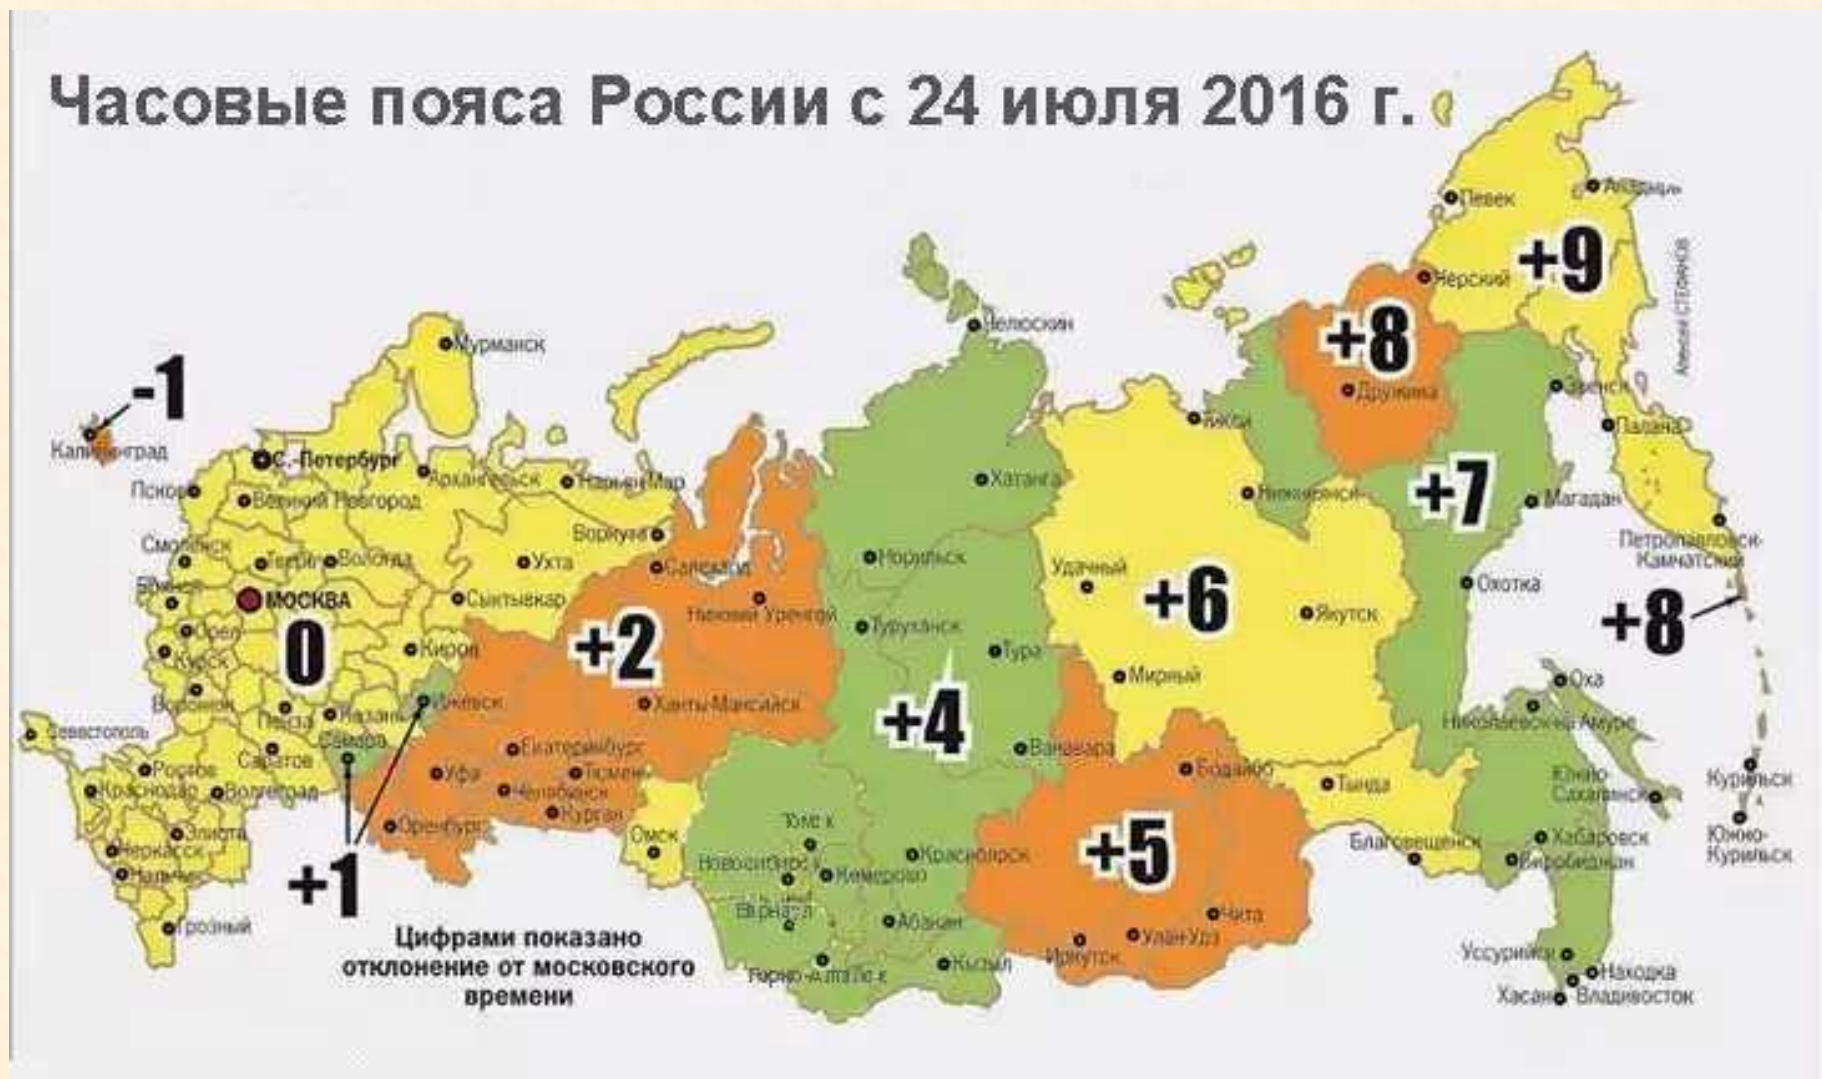 Часовые пояса России с 24 июля 2016 г.
Певек
+9
Черский
Алексей СТЕПАНОВ
Челюскин
+8
Дружина
Мурманск
-1
Калининград
С.-Петербург
Архангельск
Нарьян-Мар
Хатанга
Тикси
Палана
Псков
Великий Новгород
+7
Магадан
Воркута
Смоленск
Вологда
Ухта
Салехард
Норильск
Удачный
Петропавловск-
Камчатский
Охотка
МОСКВА
Сыктывкар
Новый Уренгой
+6
Якутск
+8
Орел
Курск
0
Киров
+2
Туруханск
Тура
Мирный
Оха
Воронеж
Пенза
Казань
Ижевск
Ханты-Мансийск
+4
Николаевск-на Амуре
Севастополь
Самара
Саратов
Екатеринбург
Ванавара
Ростов
Уфа
Тюмень
Бодайбо
Тында
Южно-
Сахалинск
Курильск
Краснодар
Волгоград
Челябинск
Курган
Оренбург
Элиста
Омск
Томск
Благовещенск
Хабаровск
Южно-
Курильск
Черкесск
Новосибирск
Красноярск
+5
Биробиджан
Нальчик
+1
Кемерово
Барнаул
Абакан
Чита
Грозный
Улан-Удэ
Иркутск
Цифрами показано
отклонение от московского
времени
Кызыл
Уссурийск
Находка
Хасан
Владивосток